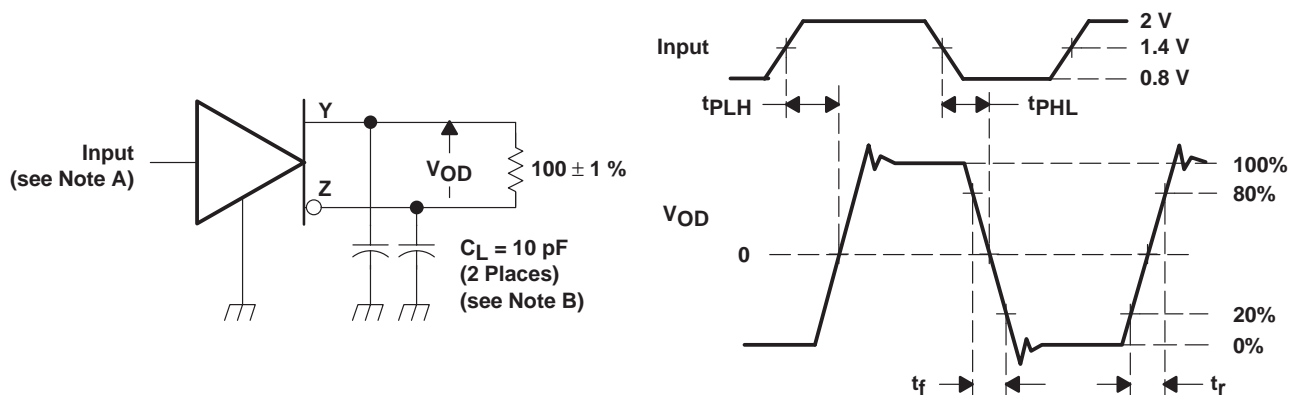 Input
(see Note A)
Y
Z
VOD
100 ± 1 %
CL = 10 pF
(2 Places)
(see Note B)
Input
2 V
1.4 V
0.8 V
tPLH
tPHL
VOD
100%
80%
0
20%
0%
tf
tr